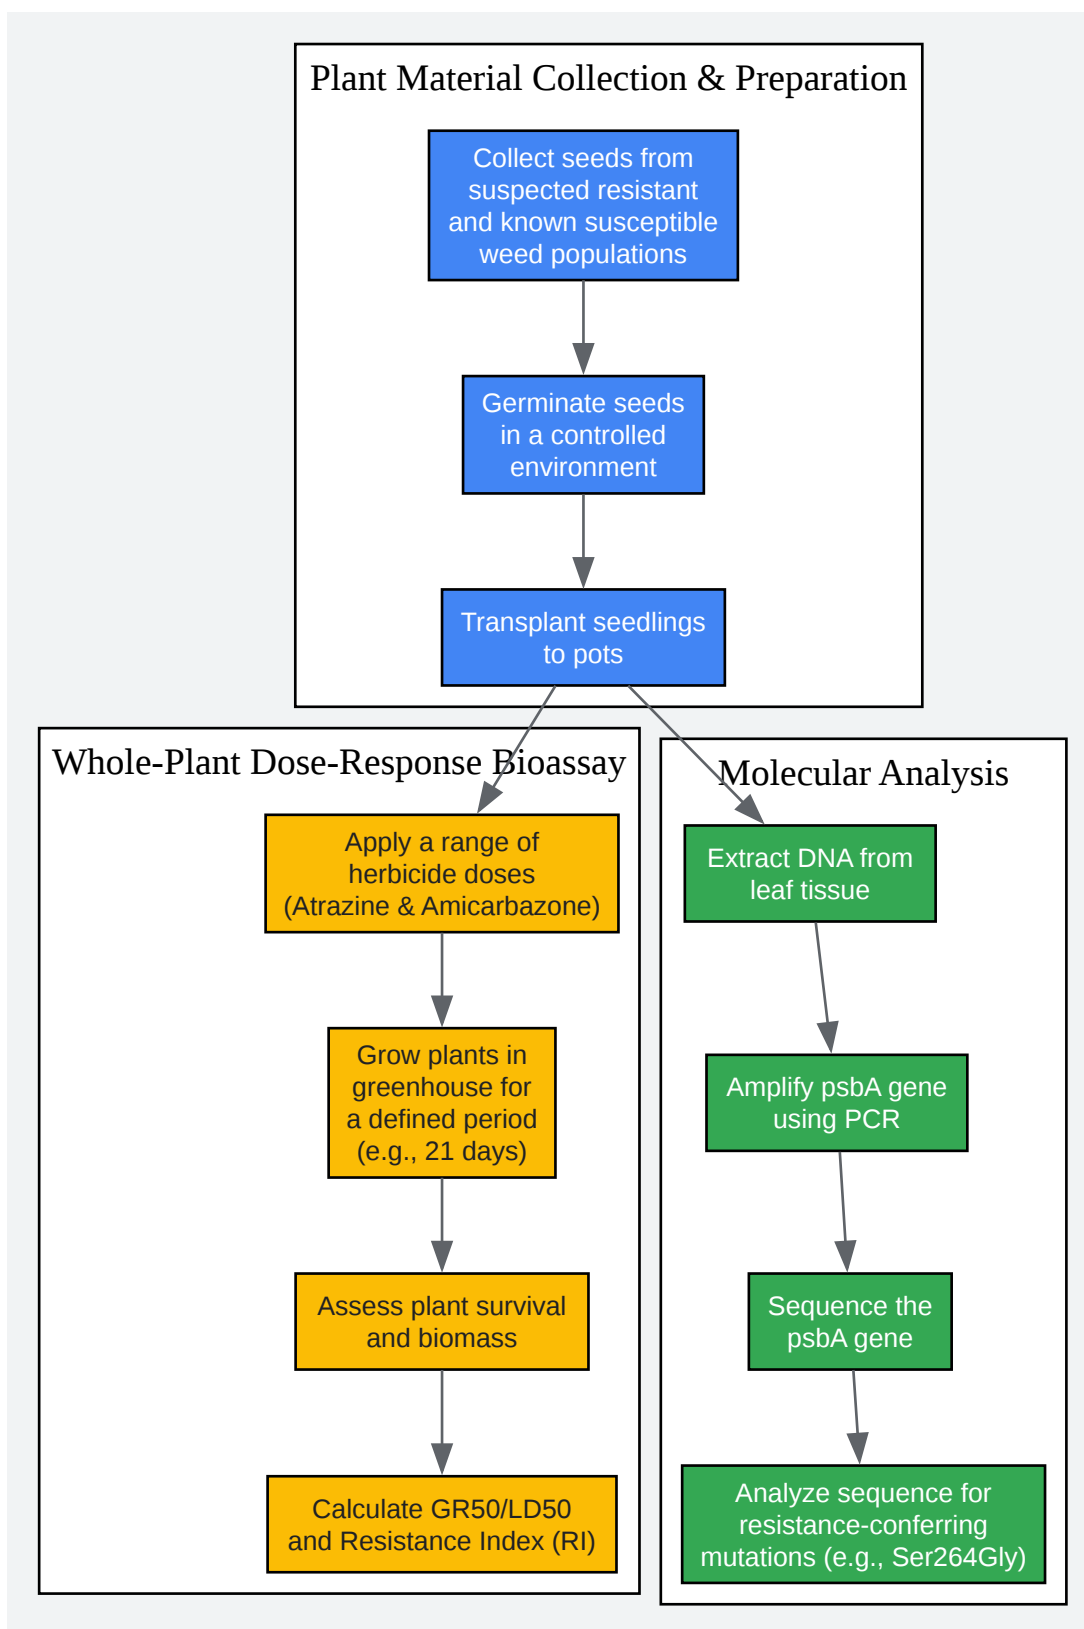 Plant Material Collection & Preparation
Collect seeds from
suspected resistant
and known susceptible
weed populations
Germinate seeds
in a controlled
environment
Transplant seedlings
to pots
Whole-Plant Dose-Response Bioassay
Apply a range of
herbicide doses
(Atrazine & Amicarbazone)
Grow plants in
greenhouse for
a defined period
(e.g., 21 days)
Assess plant survival
and biomass
Calculate GR50/LD50
and Resistance Index (RI)
Molecular Analysis
Extract DNA from
leaf tissue
Amplify psbA gene
using PCR
Sequence the
psbA gene
Analyze sequence for
resistance-conferring
mutations (e.g., Ser264Gly)